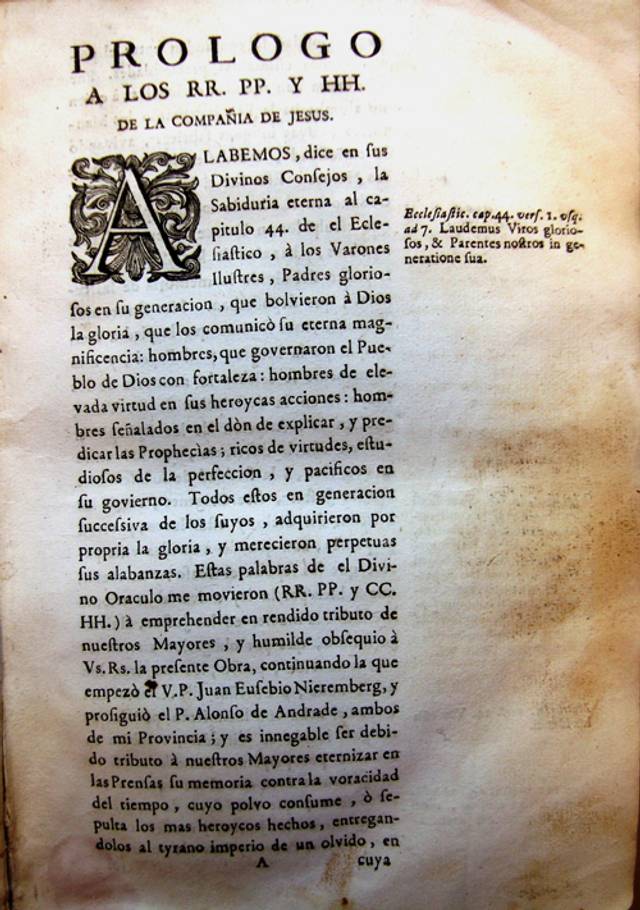 PROLOGO
A LOS RR. PP. Y HH.
DE LA COMPAÑIA DE JESUS.
ALABEMOS, dice en ſus
Divinos Conſejos, la
Sabiduria eterna al ca-
pitulo 44. de el Ecle-
ſiaſtico, à los Varones
Iluſtres, Padres glorio-
ſos en ſu generacion, que bolvieron à Dios
la gloria, que los comunicò ſu eterna mag-
nificencia: hombres, que governaron el Pue-
blo de Dios con fortaleza: hombres de ele-
vada virtud en ſus heroycas acciones: hom-
bres ſeñalados en el dòn de explicar, y pre-
dicar las Prophecìas; ricos de virtudes, eſtu-
dioſos de la perfeccion, y pacificos en
ſu govierno. Todos eſtos en generacion
ſucceſſiva de los ſuyos, adquirieron por
propria la gloria, y merecieron perpetuas
ſus alabanzas. Eſtas palabras de el Divi-
no Oraculo me movieron (RR. PP. y CC.
HH.) à emprehender en rendido tributo de
nueſtros Mayores, y humilde obſequio à
Vs. Rs. la preſente Obra, continuando la que
empezò el V.P. Juan Euſebio Nieremberg, y
proſiguiò el P. Alonſo de Andrade, ambos
de mi Provincia; y es innegable ſer debi-
do tributo à nueſtros Mayores eternizar en
las Prenſas ſu memoria contra la voracidad
del tiempo, cuyo polvo conſume, ò ſe-
pulta los mas heroycos hechos, entregan-
dolos al tyrano imperio de un olvido, en
A cuya
Eccleſiaſtic. cap.44. verſ. 1. uſq.
ad 7. Laudemus Viros glorio-
ſos, & Parentes noſtros in ge-
neratione ſua.